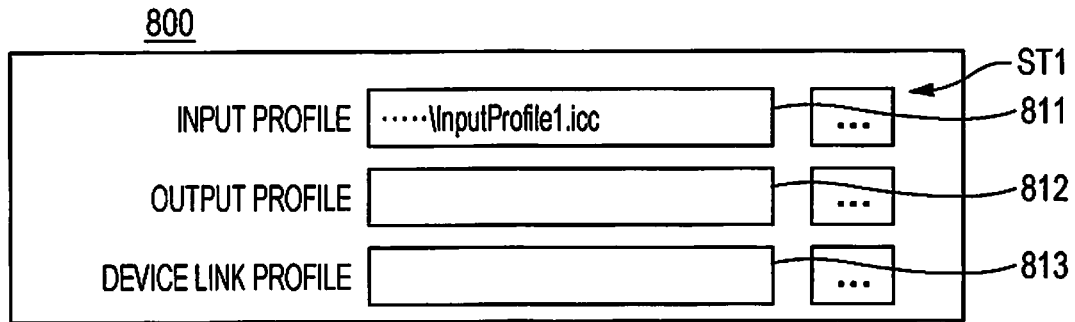 800
ST1
INPUT PROFILE ·····\InputProfile1.icc ... 811
OUTPUT PROFILE ... 812
DEVICE LINK PROFILE ... 813